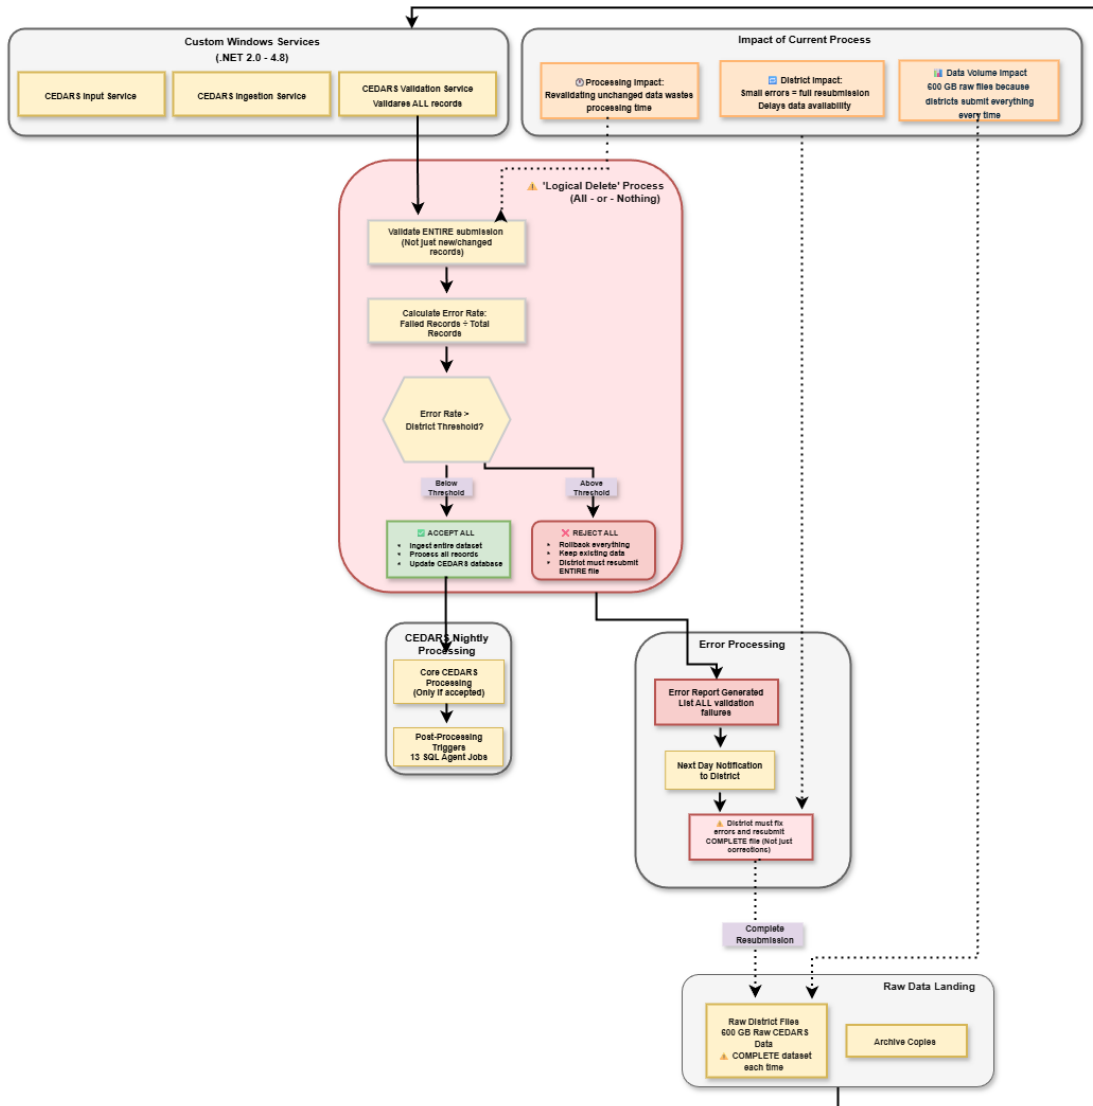 Custom Windows Services
(.NET 2.0 - 4.8)
CEDARS Input Service
CEDARS Ingestion Service
CEDARS Validation Service
Validares ALL records
Impact of Current Process
Processing Impact:
Revalidating unchanged data wastes
processing time
District Impact:
Small errors = full resubmission
Delays data availability
Data Volume Impact
600 GB raw files because
districts submit everything
every time
'Logical Delete' Process
(All - or - Nothing)
Validate ENTIRE submission
(Not just new/changed
records)
Calculate Error Rate:
Failed Records ÷ Total
Records
Error Rate >
District Threshold?
Below
Threshold
Above
Threshold
ACCEPT ALL
• Ingest entire dataset
• Process all records
• Update CEDARS database
REJECT ALL
• Rollback everything
• Keep existing data
• District must resubmit
ENTIRE file
CEDARS Nightly
Processing
Core CEDARS
Processing
(Only if accepted)
Post-Processing
Triggers
13 SQL Agent Jobs
Error Processing
Error Report Generated
List ALL validation
failures
Next Day Notification
to District
District must fix
errors and resubmit
COMPLETE file (Not just
corrections)
Complete
Resubmission
Raw Data Landing
Raw District Files
600 GB Raw CEDARS
Data
COMPLETE dataset
each time
Archive Copies